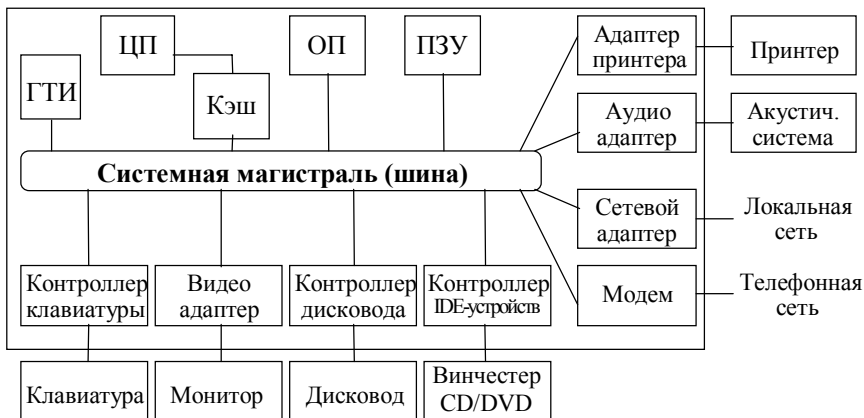 ЦП
ОП
ПЗУ
Адаптер
принтера
Принтер
ГТИ
Кэш
Аудио
адаптер
Акустич.
система
Системная магистраль (шина)
Сетевой
адаптер
Локальная
сеть
Контроллер
клавиатуры
Видео
адаптер
Контроллер
дисковода
Контроллер
IDE-устройств
Модем
Телефонная
сеть
Клавиатура
Монитор
Дисковод
Винчестер
CD/DVD